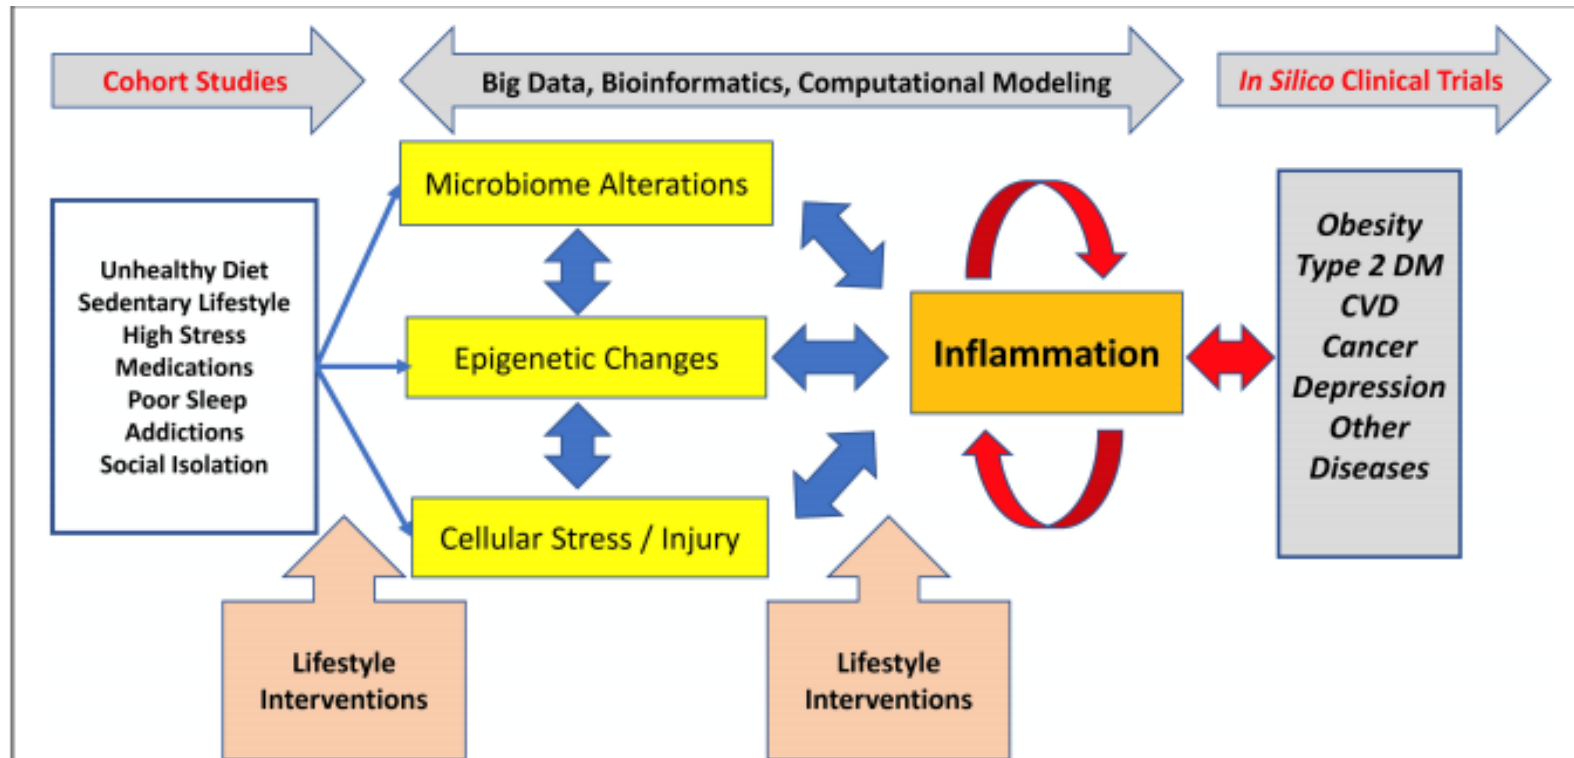 Cohort Studies
Big Data, Bioinformatics, Computational Modeling
In Silico Clinical Trials
Unhealthy Diet
Sedentary Lifestyle
High Stress
Medications
Poor Sleep
Addictions
Social Isolation
Microbiome Alterations
Epigenetic Changes
Cellular Stress / Injury
Inflammation
Obesity
Type 2 DM
CVD
Cancer
Depression
Other
Diseases
Lifestyle
Interventions
Lifestyle
Interventions